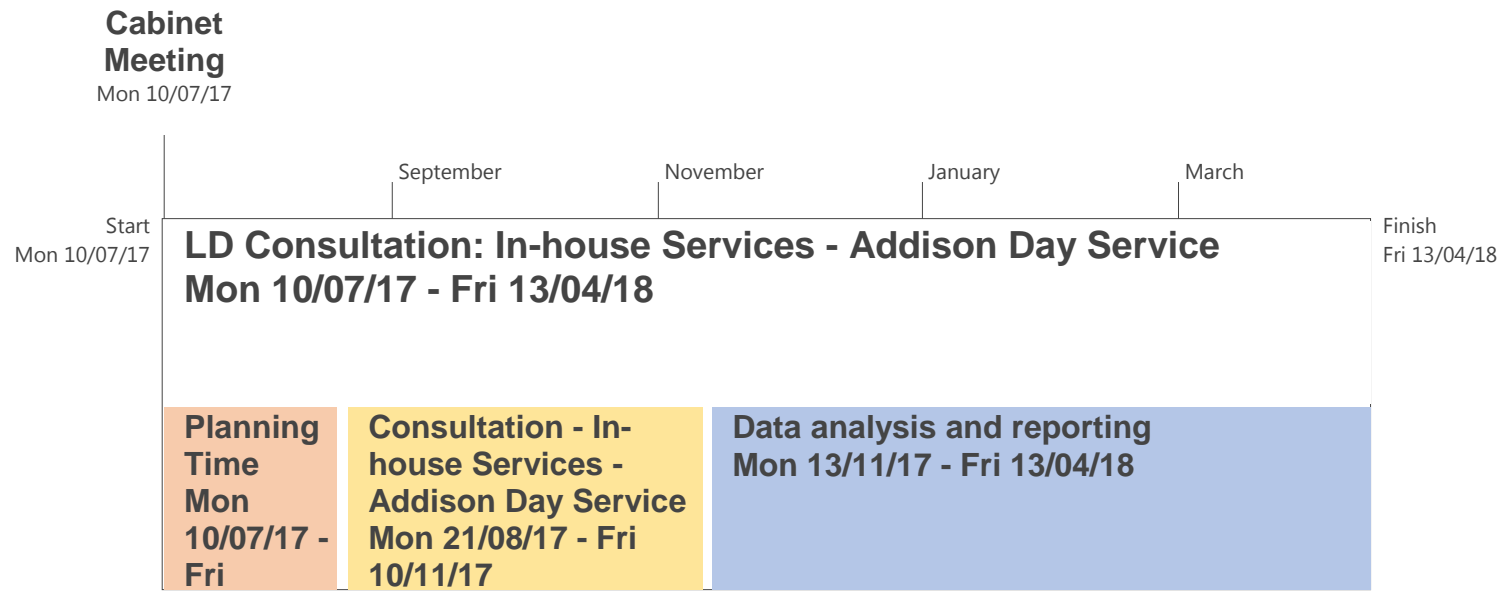 Cabinet
Meeting
Mon 10/07/17
September
November
January
March
Start
Mon 10/07/17
LD Consultation: In-house Services - Addison Day Service
Mon 10/07/17 - Fri 13/04/18
Finish
Fri 13/04/18
Planning
Time
Mon
10/07/17 -
Fri
Consultation - In-
house Services -
Addison Day Service
Mon 21/08/17 - Fri
10/11/17
Data analysis and reporting
Mon 13/11/17 - Fri 13/04/18